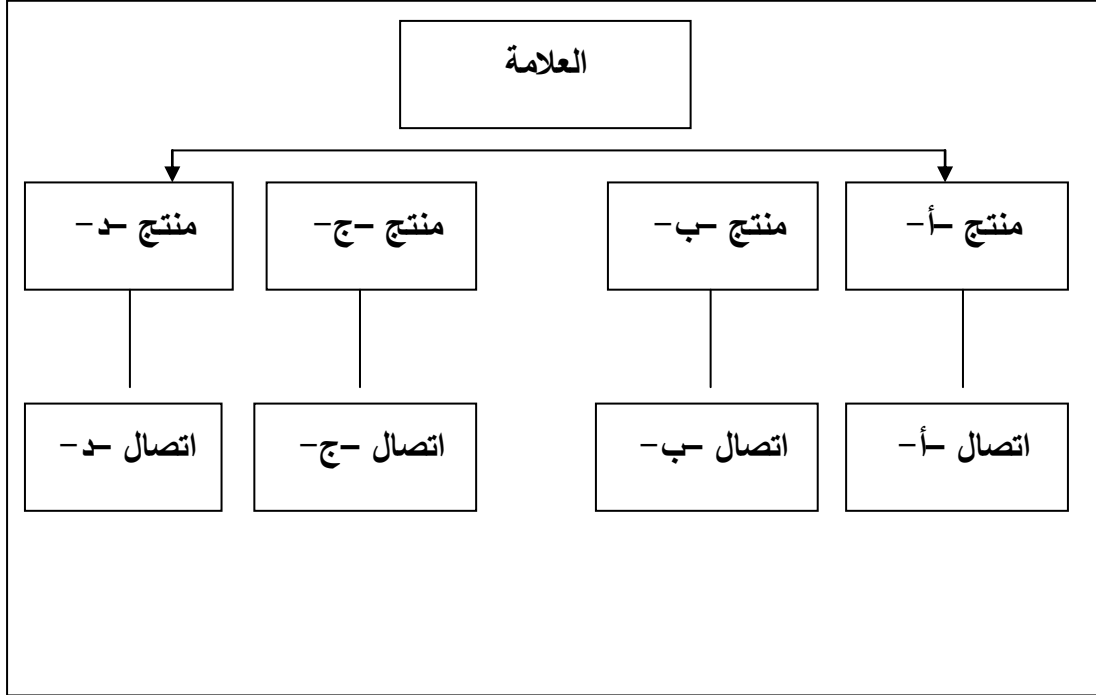 العلامة
منتج –أ-
منتج –ب-
منتج –ج-
منتج –د-
اتصال –أ-
اتصال –ب-
اتصال –ج-
اتصال –د-